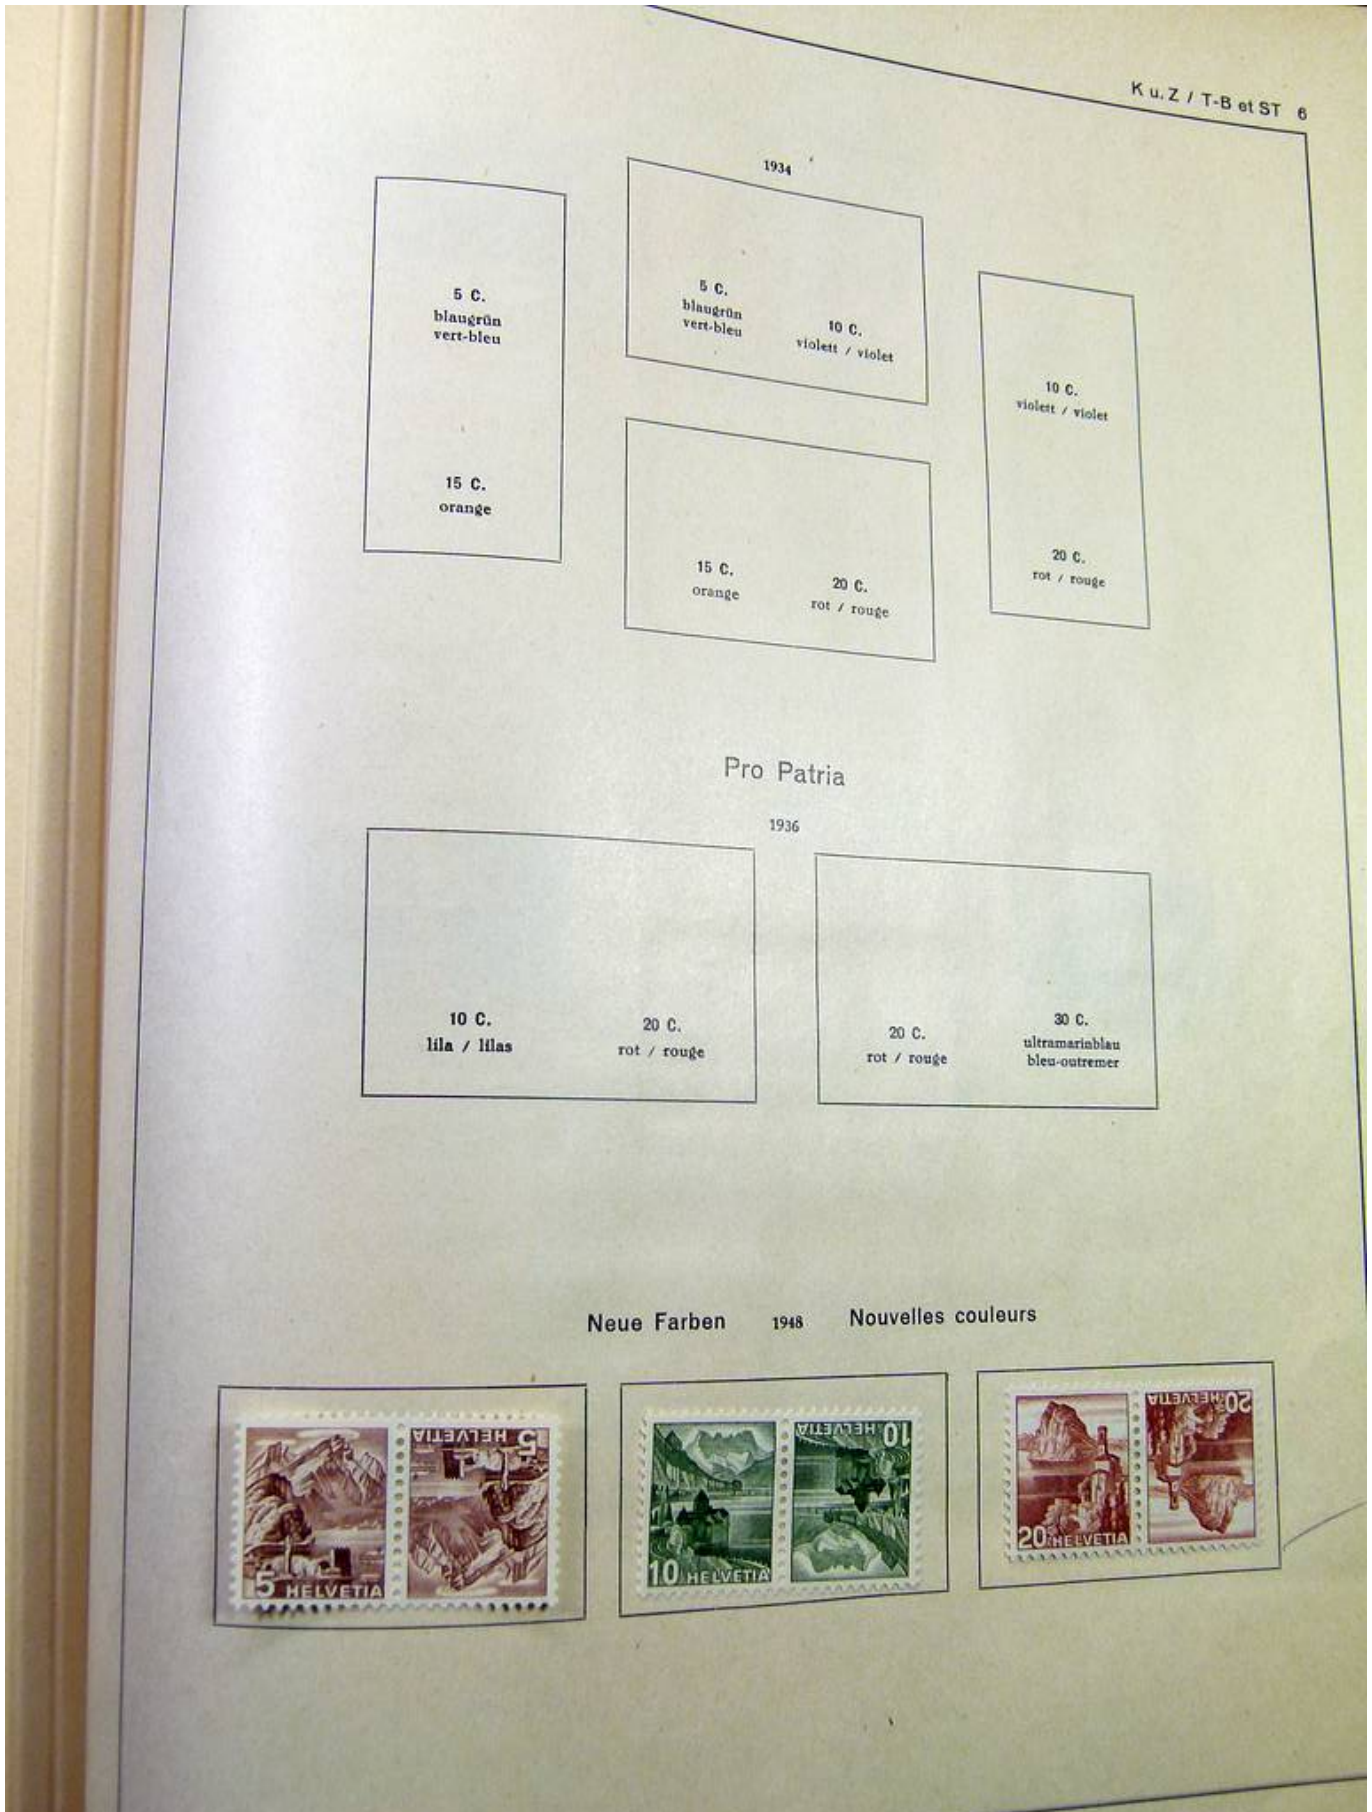 K u. Z / T-B et ST 6
1934
5 C.
blaugrün
vert-bleu
15 C.
orange
5 C.
blaugrün
vert-bleu
10 C.
violett / violet
15 C.
orange
20 C.
rot / rouge
10 C.
violett / violet
20 C.
rot / rouge
Pro Patria
1936
10 C.
lila / lilas
20 C.
rot / rouge
20 C.
rot / rouge
30 C.
ultramarinblau
bleu-outremer
Neue Farben 1948 Nouvelles couleurs
5 HELVETIA
5 HELVETIA
10 HELVETIA
10 HELVETIA
20 HELVETIA
20 HELVETIA